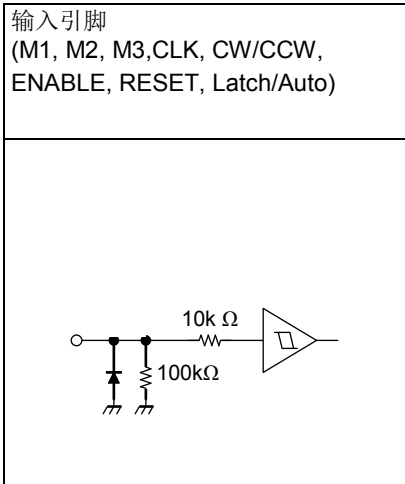 输入引脚
(M1, M2, M3,CLK, CW/CCW,
ENABLE, RESET, Latch/Auto)
10k Ω
100kΩ